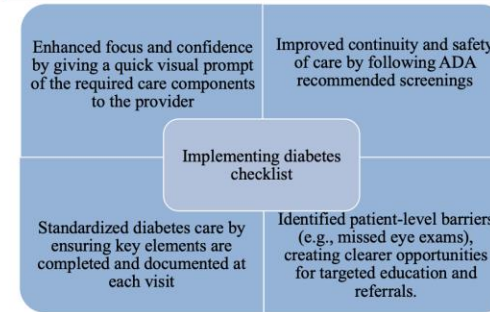 Enhanced focus and confidence
by giving a quick visual prompt
of the required care components
to the provider
Improved continuity and safety
of care by following ADA
recommended screenings
Implementing diabetes
checklist
Standardized diabetes care by
ensuring key elements are
completed and documented at
each visit
Identified patient-level barriers
(e.g., missed eye exams),
creating clearer opportunities
for targeted education and
referrals.